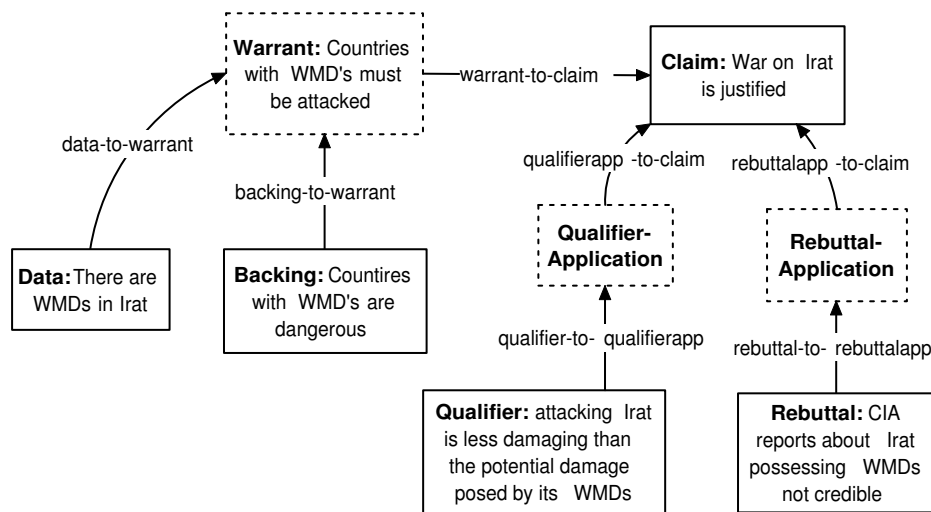 Warrant: Countries
with WMD's must
be attacked
warrant-to-claim
Claim: War on Irat
is justified
data-to-warrant
qualifierapp -to-claim
rebuttalapp -to-claim
backing-to-warrant
Data: There are
WMDs in Irat
Backing: Countires
with WMD's are
dangerous
Qualifier-
Application
Rebuttal-
Application
qualifier-to- qualifierapp
rebuttal-to- rebuttalapp
Qualifier: attacking Irat
is less damaging than
the potential damage
posed by its WMDs
Rebuttal: CIA
reports about Irat
possessing WMDs
not credible